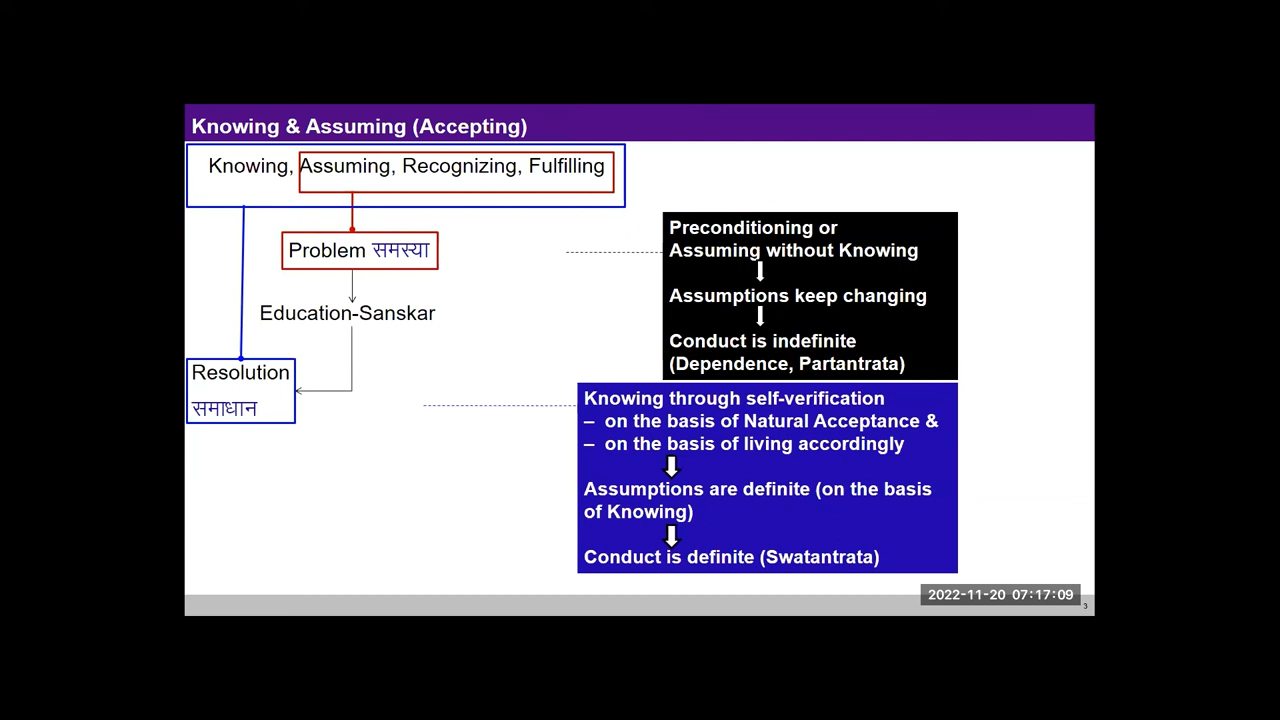 Knowing & Assuming (Accepting)
Knowing, Assuming, Recognizing, Fulfilling
Problem समस्या
Education-Sanskar
Resolution
समाधान
Preconditioning or
Assuming without Knowing
Assumptions keep changing
Conduct is indefinite
(Dependence, Partantrata)
Knowing through self-verification
– on the basis of Natural Acceptance &
– on the basis of living accordingly
Assumptions are definite (on the basis
of Knowing)
Conduct is definite (Swatantrata)
2022-11-20 07:17:09
3